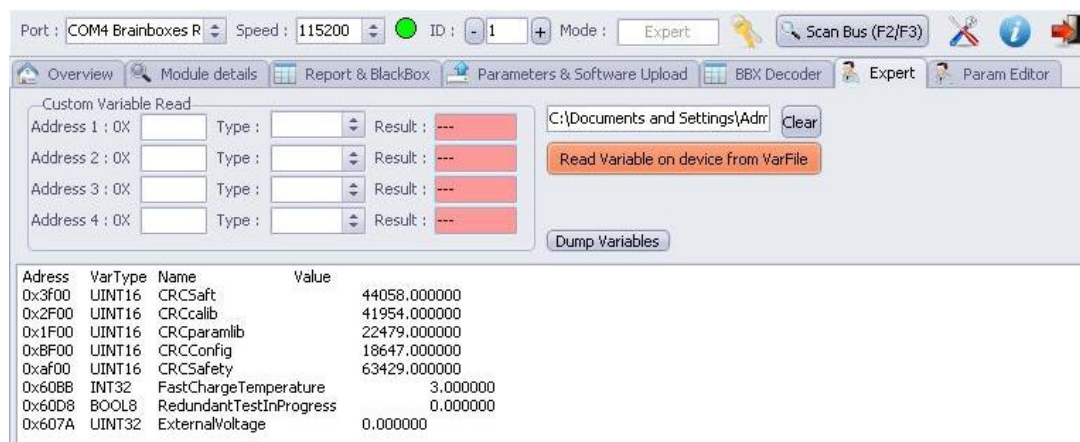 Port : COM4 Brainboxes R Speed : 115200 ID : - 1 + Mode : Expert Scan Bus (F2/F3)
Overview Module details Report & BlackBox Parameters & Software Upload BBX Decoder Expert Param Editor
Custom Variable Read
Address 1 : 0X Type : Result : ---
C:\Documents and Settings\Adm Clear
Address 2 : 0X Type : Result : ---
Read Variable on device from VarFile
Address 3 : 0X Type : Result : ---
Address 4 : 0X Type : Result : ---
Dump Variables
Adress VarType Name Value
0x3f00 UINT16 CRCSaft 44058.000000
0x2F00 UINT16 CRCcalib 41954.000000
0x1F00 UINT16 CRCparamlib 22479.000000
0xBF00 UINT16 CRCConfig 18647.000000
0xaf00 UINT16 CRCSafety 63429.000000
0x60BB INT32 FastChargeTemperature 3.000000
0x60D8 BOOL8 RedundantTestInProgress 0.000000
0x607A UINT32 ExternalVoltage 0.000000